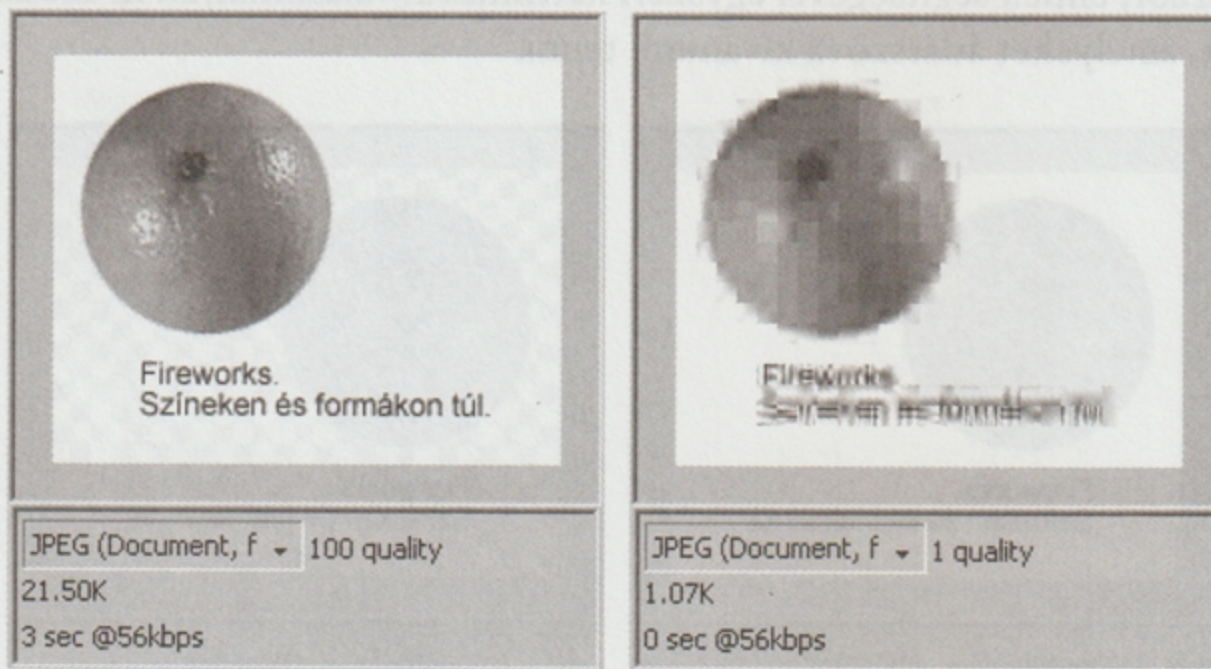 Fireworks.
Színeken és formákon túl.
JPEG (Document, f
100 quality
21.50K
3 sec @56kbps
Fireworks
JPEG (Document, f
1 quality
1.07K
0 sec @56kbps